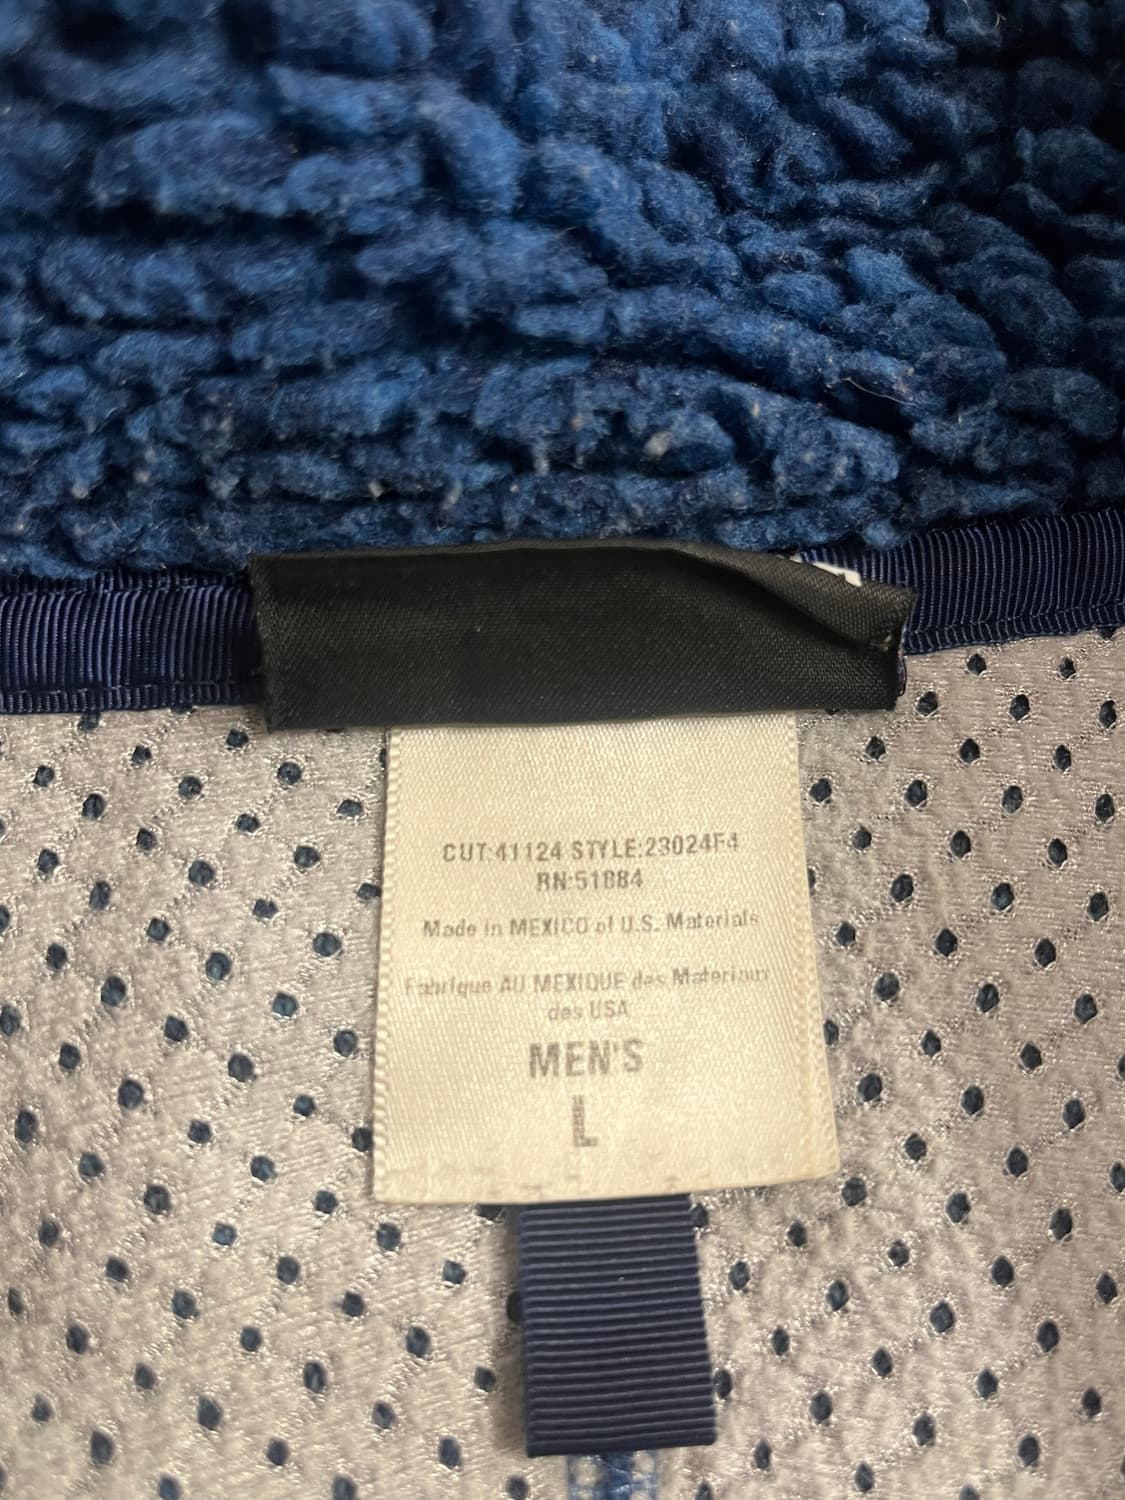 CUT:41124 STYLE:23024F4
RN:51884
Made in MEXICO of U.S. Materials
Fabrique AU MEXIQUE des Materiaux
des USA
MEN'S
L